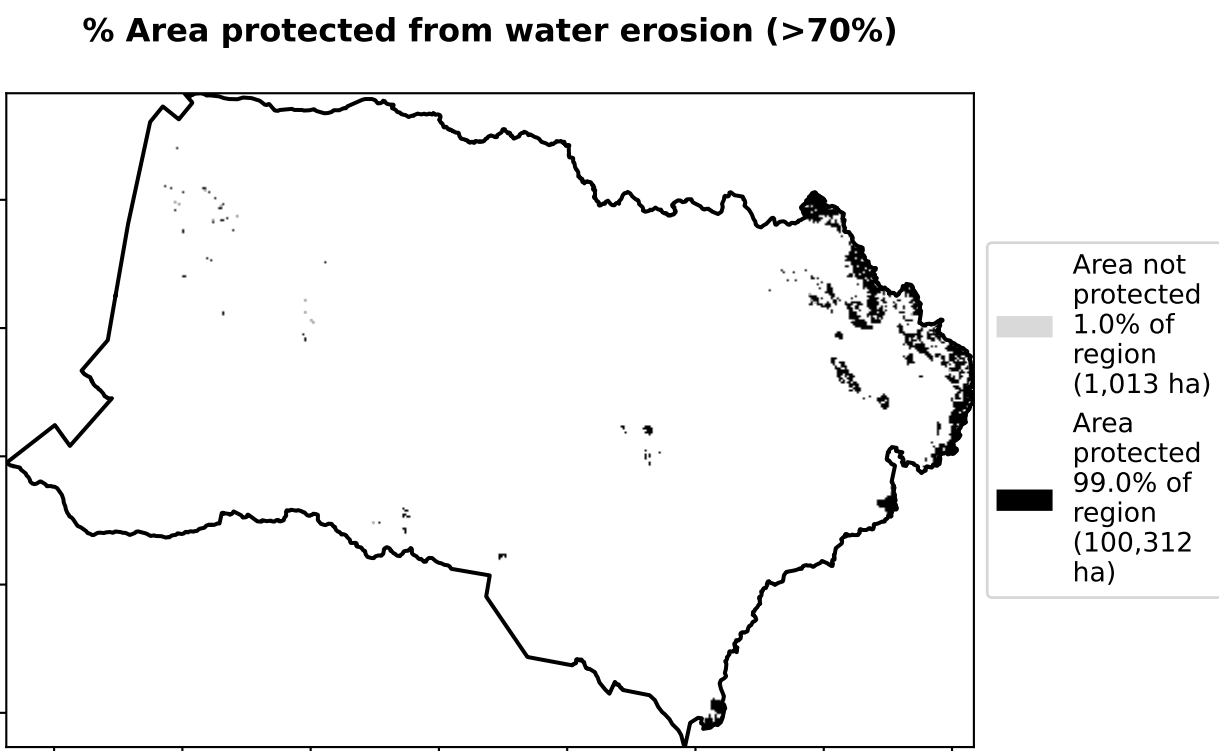 % Area protected from water erosion (>70%)
Area not
protected
1.0% of
region
(1,013 ha)
Area
protected
99.0% of
region
(100,312
ha)